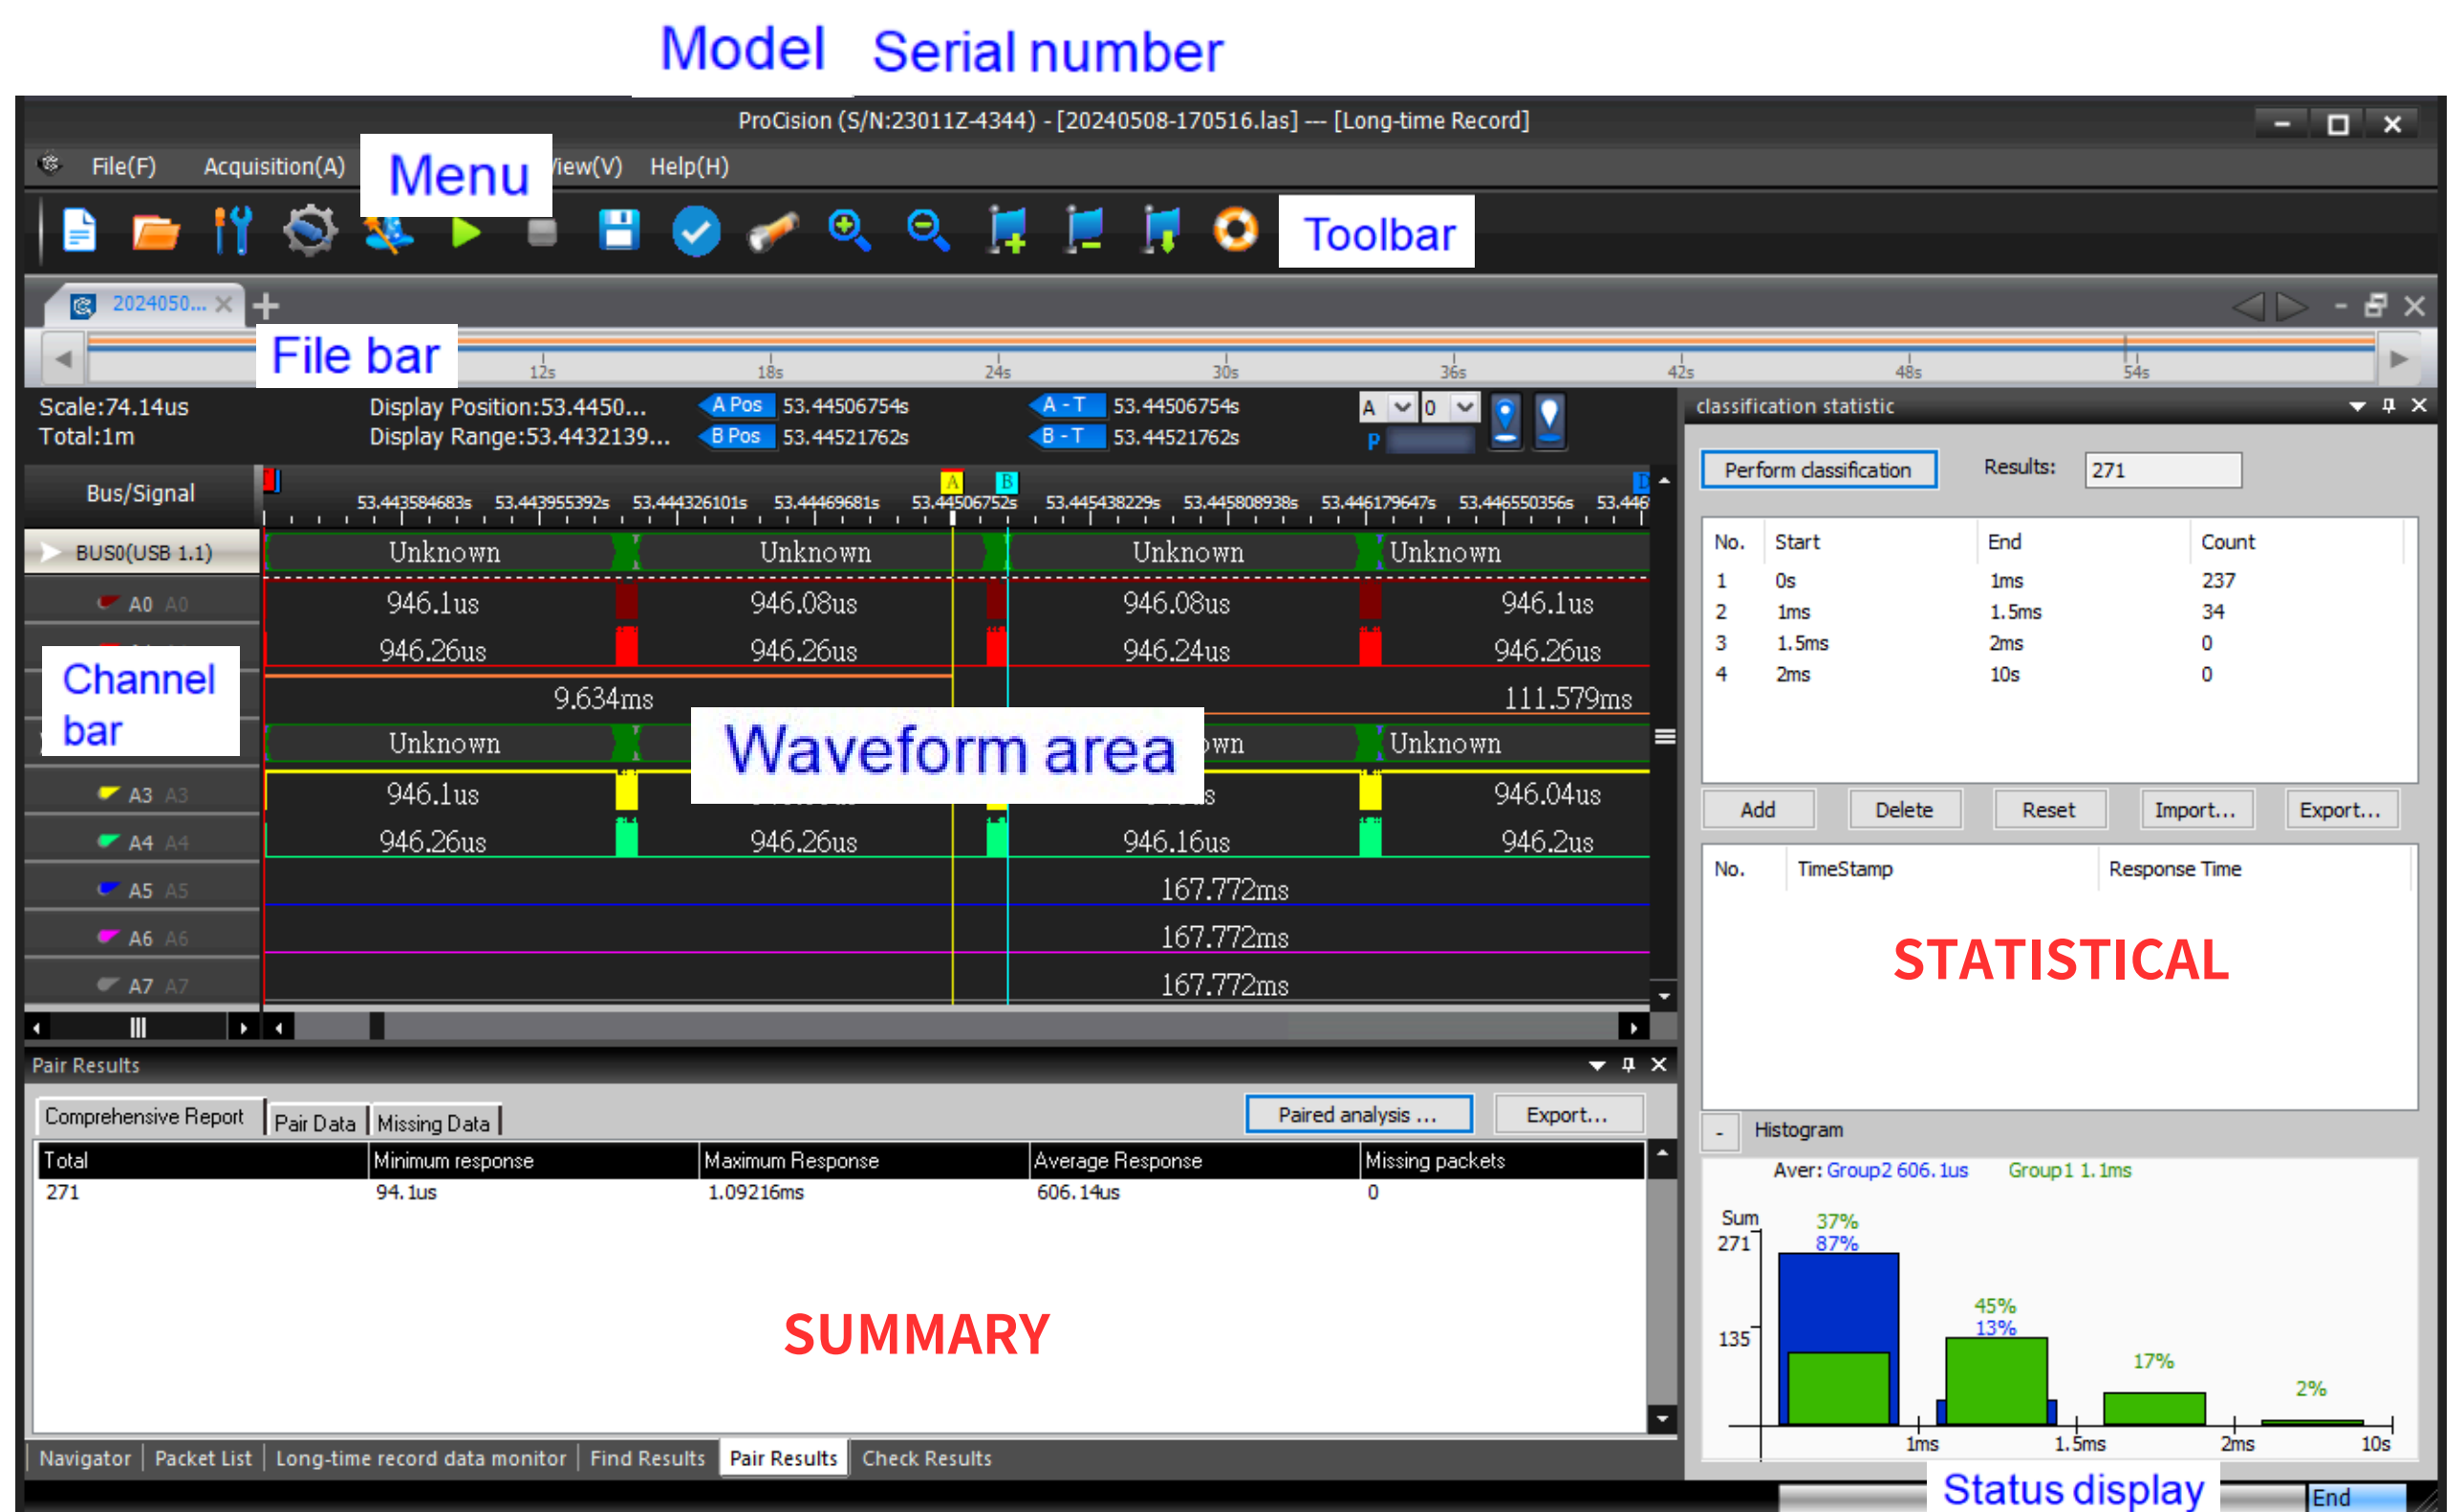 Model Serial number
ProCision (S/N:23011Z-4344) - [20240508-170516.las] --- [Long-time Record]
File(F) Acquisition(A) Menu View(V) Help(H)
Toolbar
2024050...
File bar
12s 18s 24s 30s 36s 42s 48s 54s
Scale:74.14us Display Position:53.4450... A Pos 53.44506754s A - T 53.44506754s A 0
Total:1m Display Range:53.4432139... B Pos 53.44521762s B - T 53.44521762s P
Bus/Signal A B D
53.443584683s 53.443955392s 53.444326101s 53.44469681s 53.44506752s 53.445438229s 53.445808938s 53.446179647s 53.446550356s 53.446
BUS0(USB 1.1) Unknown Unknown Unknown Unknown
A0 A0 946.1us 946.08us 946.08us 946.1us
946.26us 946.26us 946.24us 946.26us
Channel
bar
9.634ms 111.579ms
Unknown Unknown
Waveform area
A3 A3 946.1us 946.04us
A4 A4 946.26us 946.26us 946.16us 946.2us
A5 A5 167.772ms
A6 A6 167.772ms
A7 A7 167.772ms
classification statistic
Perform classification Results: 271
No. Start End Count
1 0s 1ms 237
2 1ms 1.5ms 34
3 1.5ms 2ms 0
4 2ms 10s 0
Add Delete Reset Import... Export...
No. TimeStamp Response Time
STATISTICAL
- Histogram
Aver: Group2 606.1us Group1 1.1ms
Sum
271
135
37%
87%
45%
13%
17%
2%
1ms 1.5ms 2ms 10s
Pair Results
Comprehensive Report Pair Data Missing Data Paired analysis ... Export...
Total Minimum response Maximum Response Average Response Missing packets
271 94.1us 1.09216ms 606.14us 0
SUMMARY
Navigator Packet List Long-time record data monitor Find Results Pair Results Check Results
Status display End